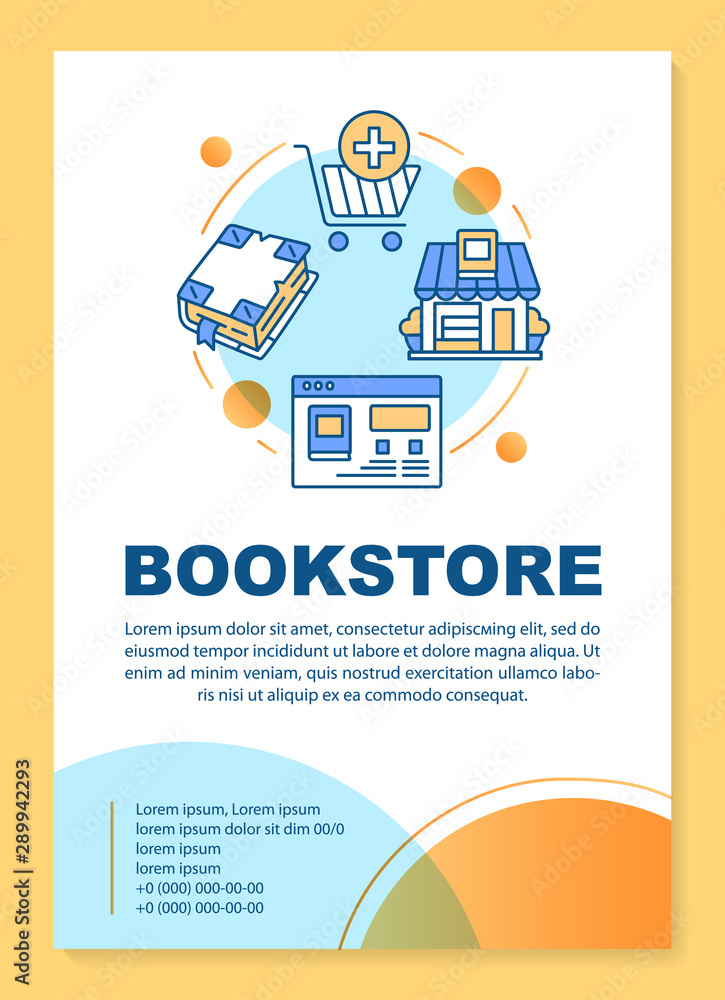 BOOKSTORE
Lorem ipsum dolor sit amet, consectetur adipiscмing elit, sed do
eiusmod tempor incididunt ut labore et dolore magna aliqua. Ut
enim ad minim veniam, quis nostrud exercitation ullamco labo-
ris nisi ut aliquip ex ea commodo consequat.
Lorem ipsum, Lorem ipsum
lorem ipsum dolor sit dim 00/0
lorem ipsum
lorem ipsum
+0 (000) 000-00-00
+0 (000) 000-00-00
Adobe Stock | #289942293